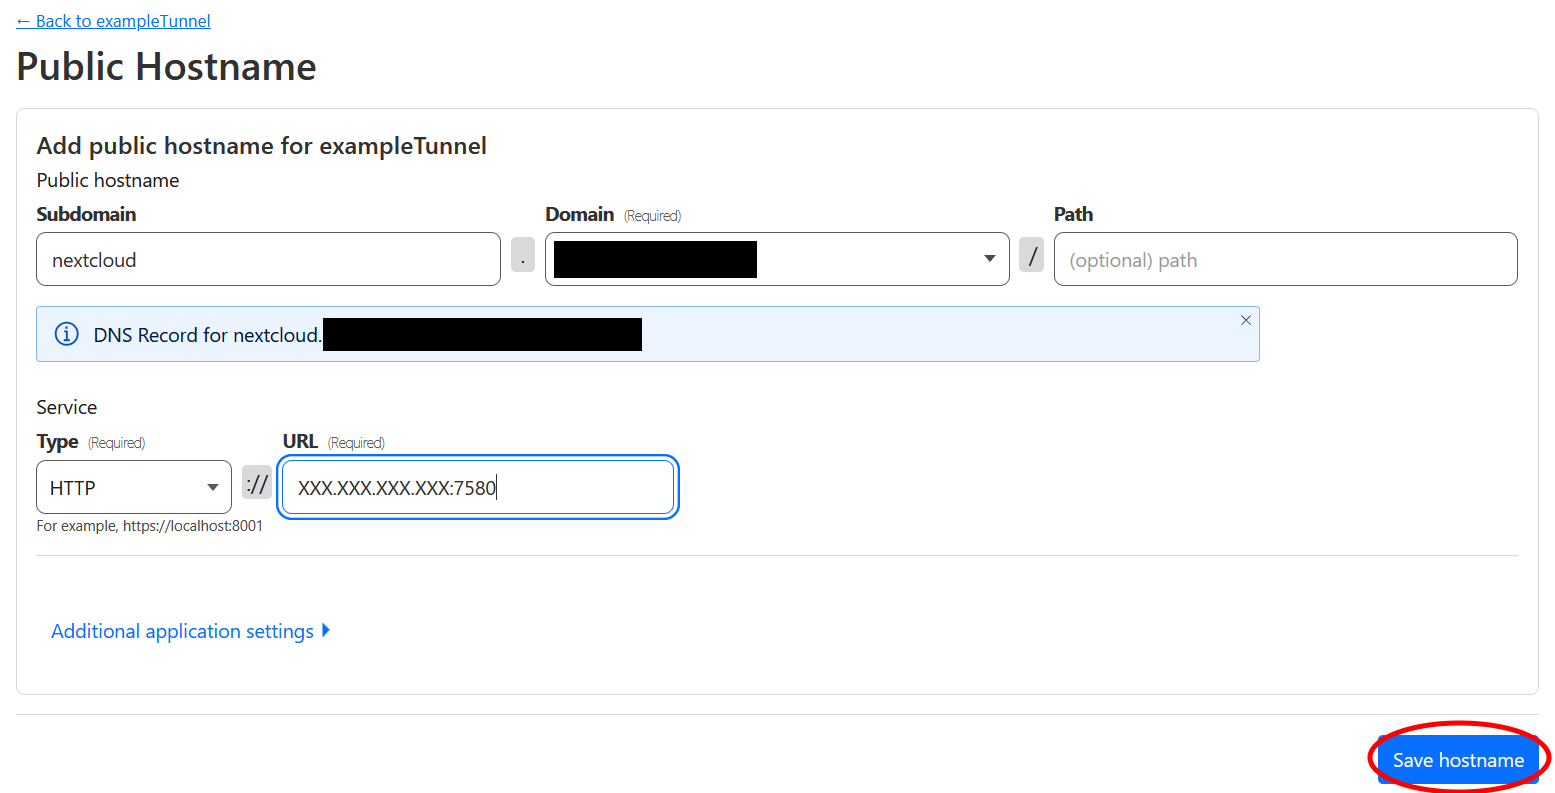 ← Back to exampleTunnel
Public Hostname
Add public hostname for exampleTunnel
Public hostname
Subdomain Domain (Required) Path
nextcloud . / (optional) path
DNS Record for nextcloud.
Service
Type (Required) URL (Required)
HTTP :// XXX.XXX.XXX.XXX:7580
For example, https://localhost:8001
Additional application settings
Save hostname